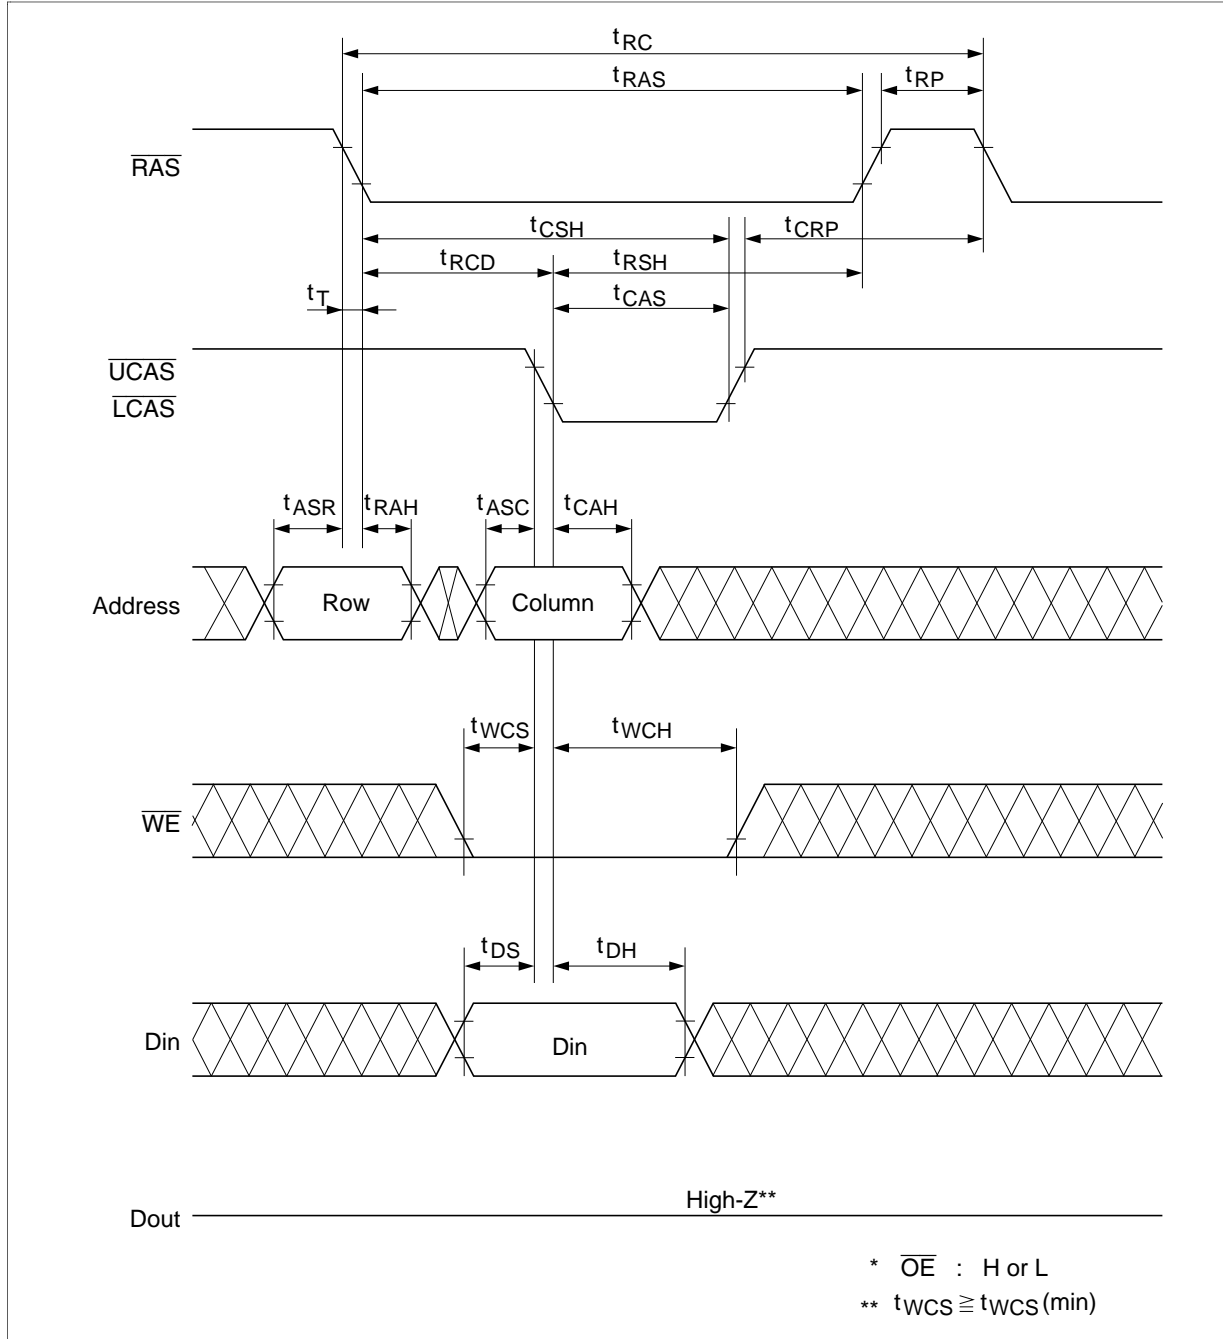 tRC
tRAS
tRP
RAS
tCSH
tCRP
tRCD
tRSH
tT
tCAS
UCAS
LCAS
tASR
tRAH
tASC
tCAH
Address
Row
Column
tWCS
tWCH
WE
tDS
tDH
Din
Din
High-Z**
Dout
* OE : H or L
** tWCS ≧ tWCS(min)